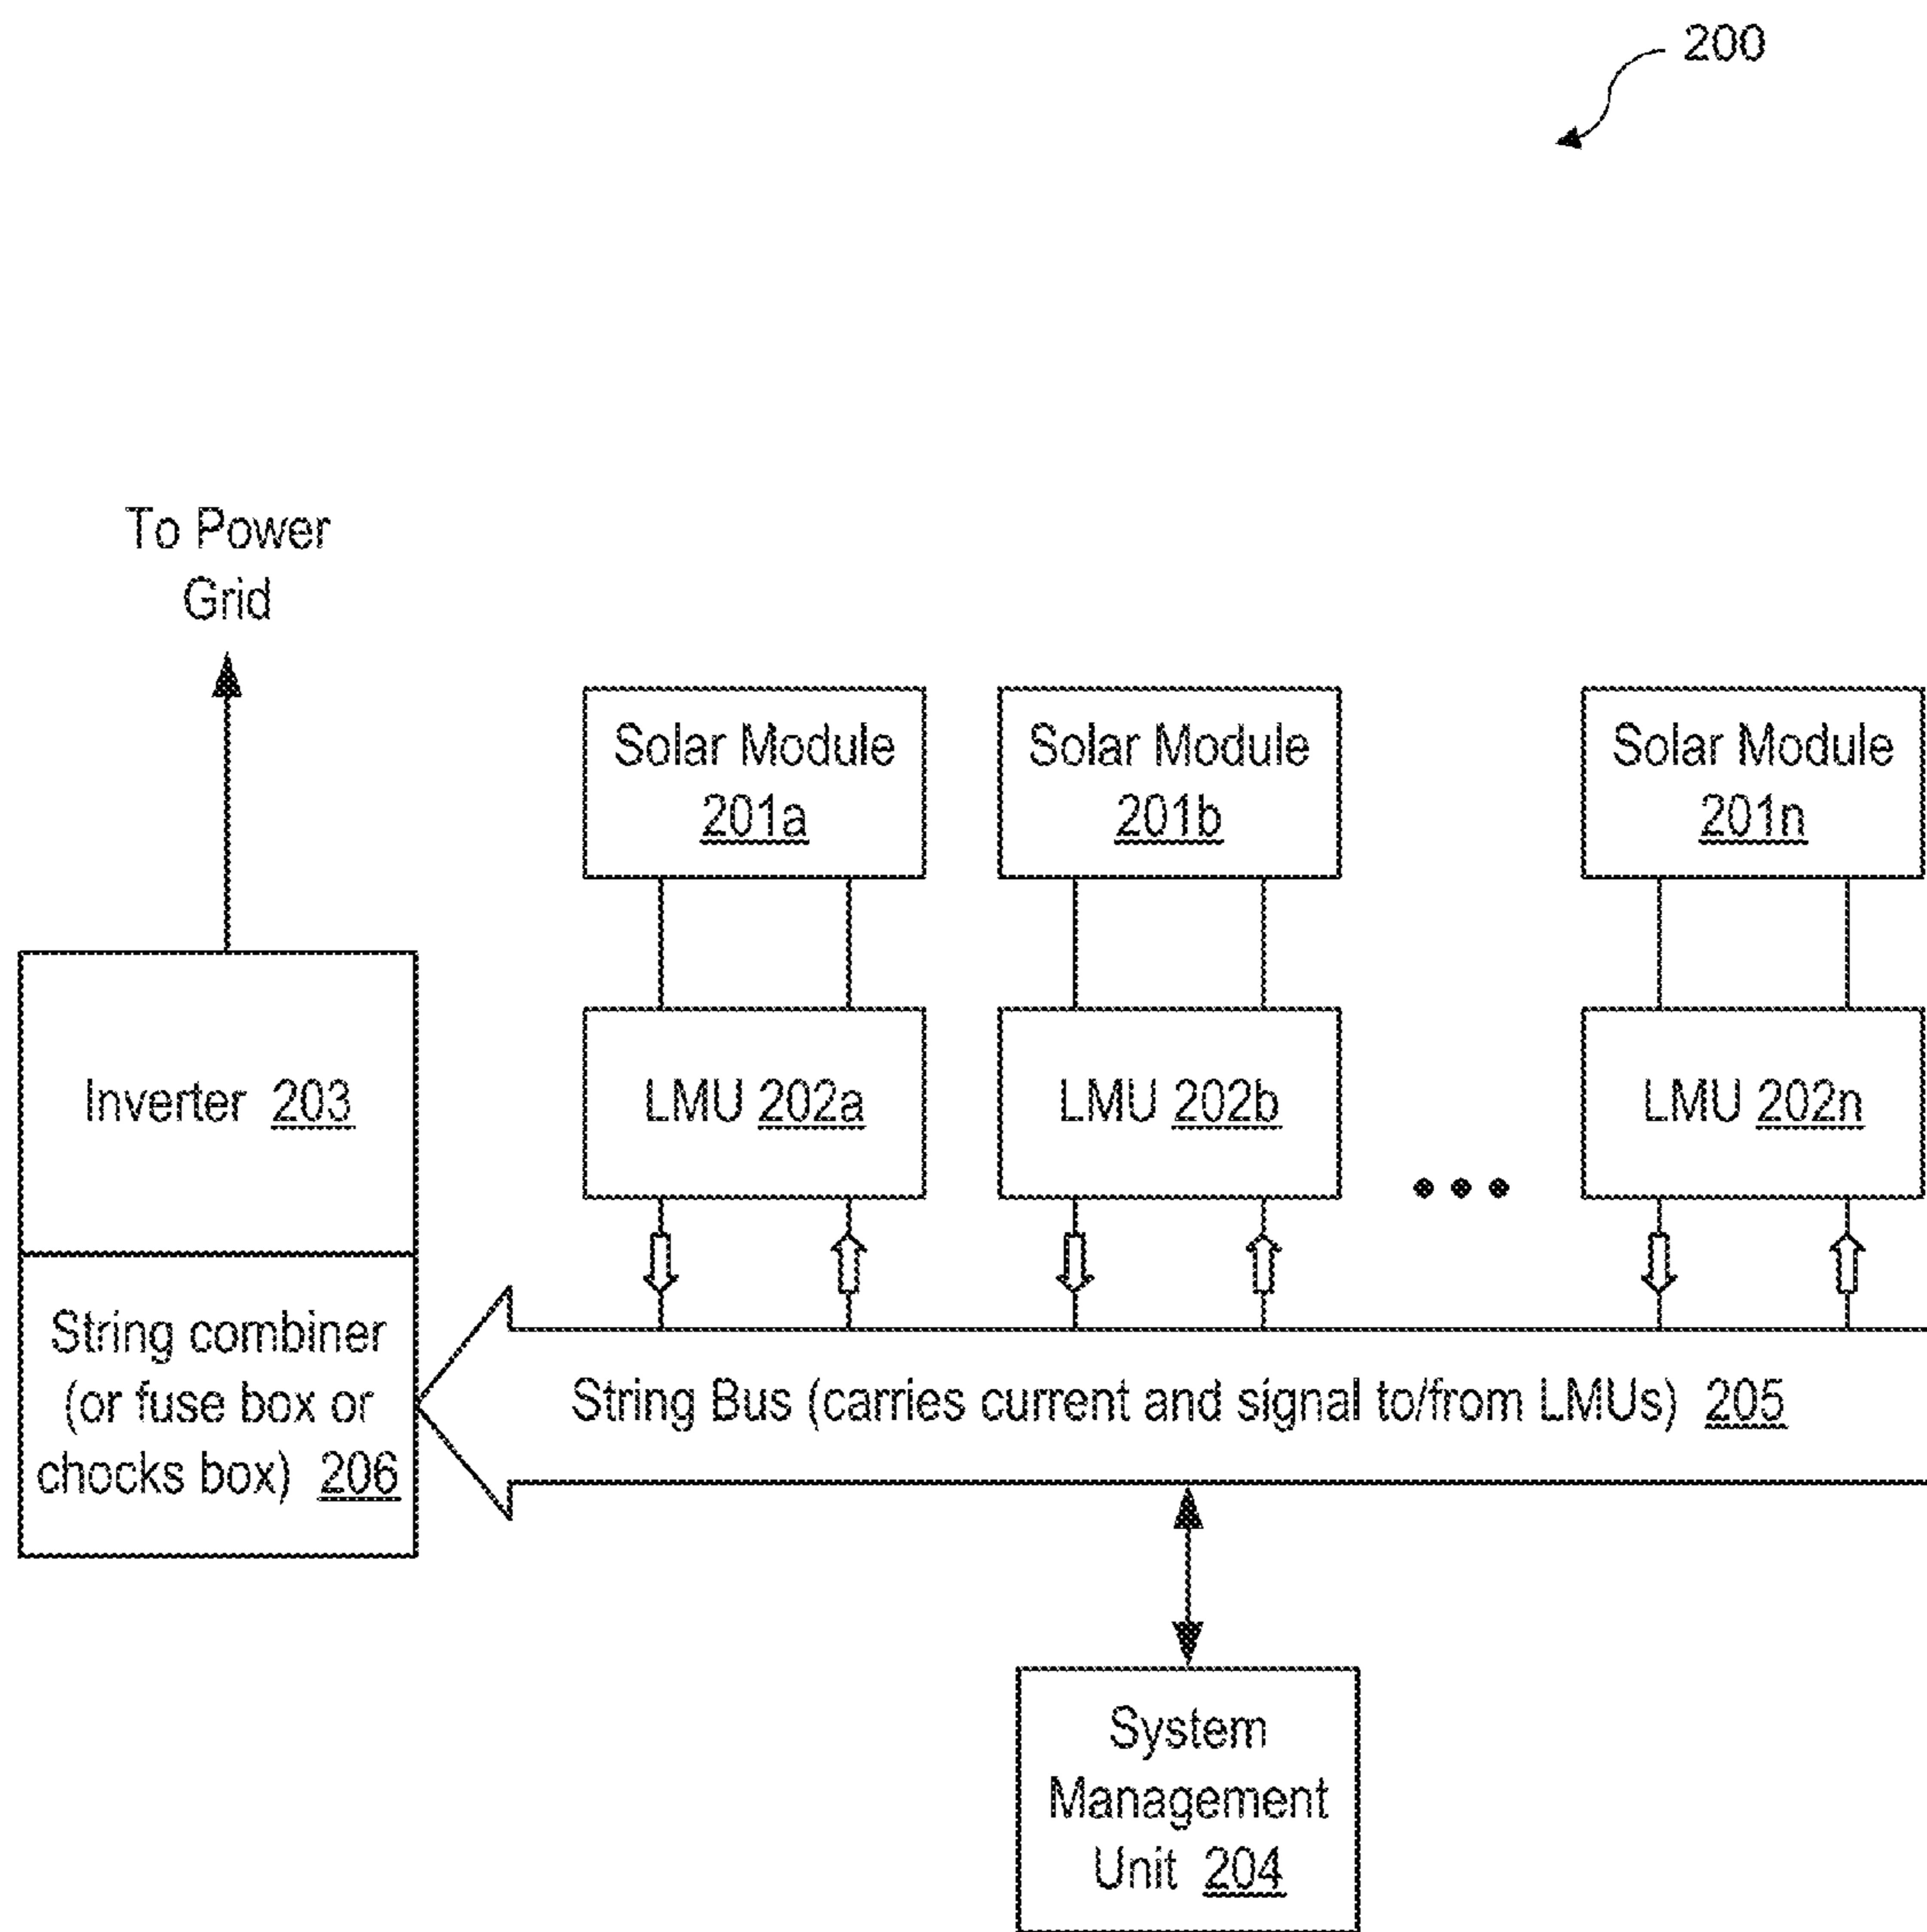 200
To Power
Grid
Solar Module
201a
Solar Module
201b
Solar Module
201n
Inverter 203
LMU 202a
LMU 202b
LMU 202n
String combiner
(or fuse box or
chocks box) 206
String Bus (carries current and signal to/from LMUs) 205
System
Management
Unit 204